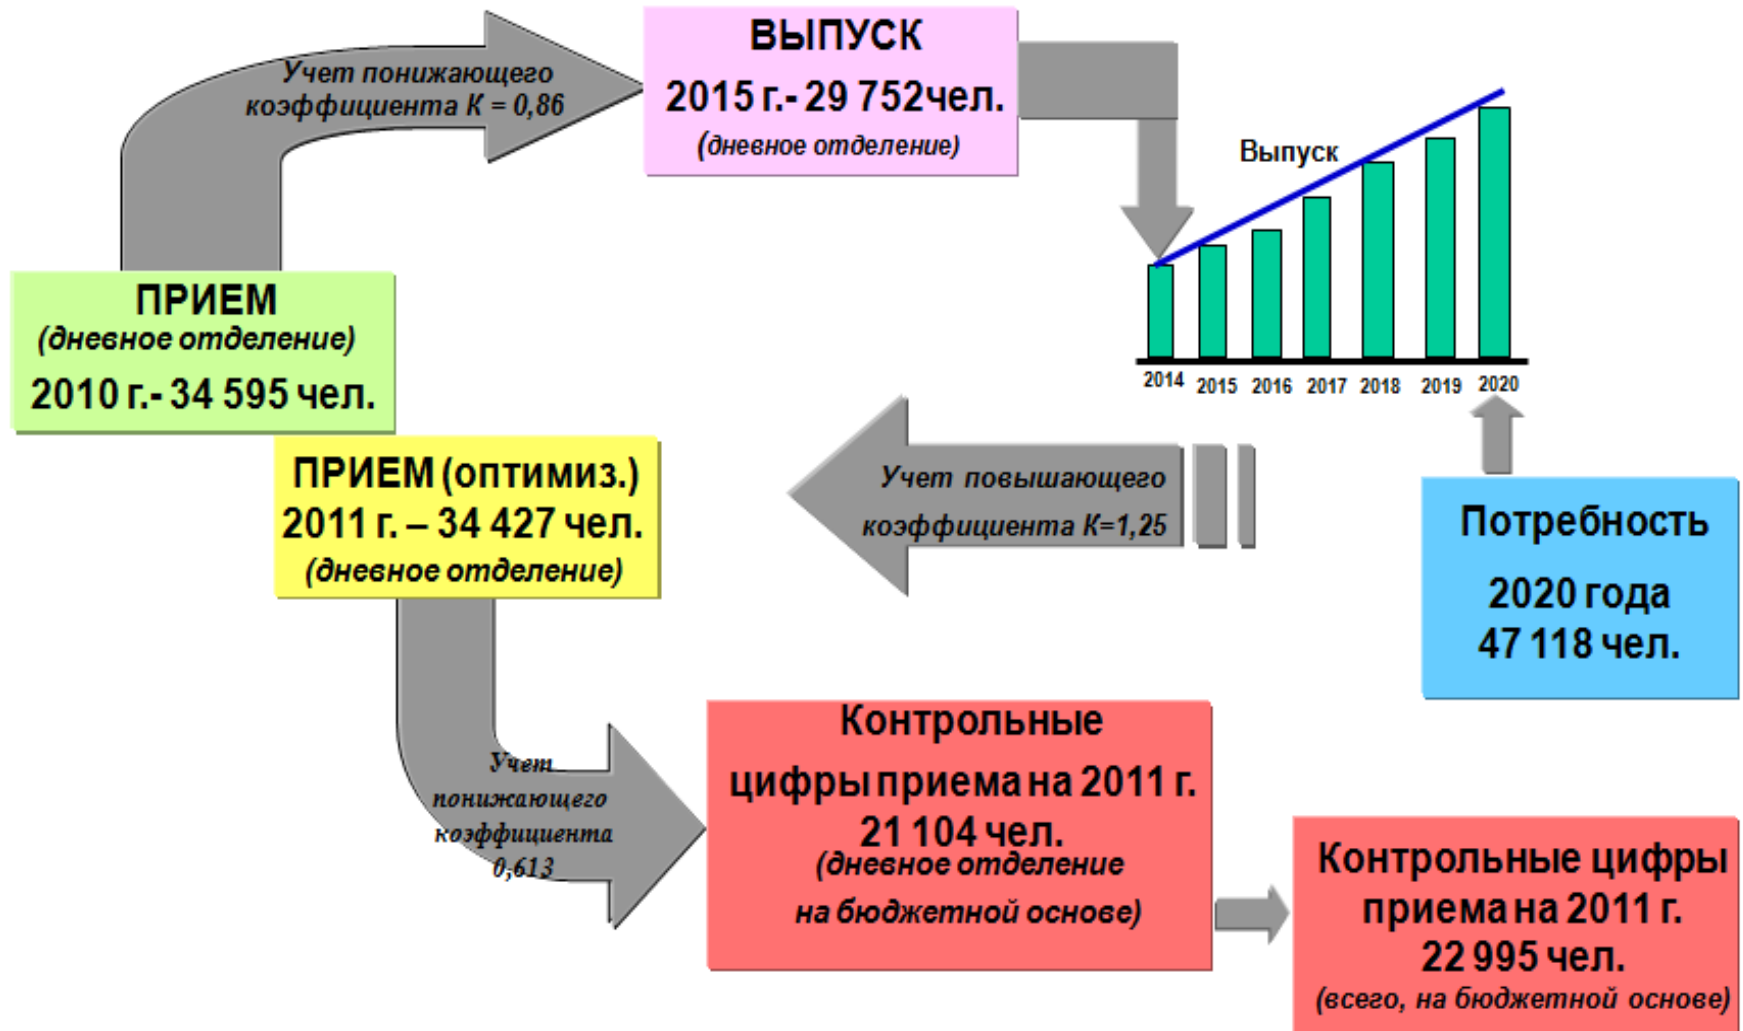 Учет понижающего
коэффициента К = 0,86
ВЫПУСК
2015 г.- 29 752чел.
(дневное отделение)
Выпуск
2014 2015 2016 2017 2018 2019 2020
ПРИЕМ
(дневное отделение)
2010 г.- 34 595 чел.
ПРИЕМ (оптимиз.)
2011 г. – 34 427 чел.
(дневное отделение)
Учет повышающего
коэффициента К=1,25
Потребность
2020 года
47 118 чел.
Учет
понижающего
коэффициента
0,613
Контрольные
цифры приема на 2011 г.
21 104 чел.
(дневное отделение
на бюджетной основе)
Контрольные цифры
приема на 2011 г.
22 995 чел.
(всего, на бюджетной основе)